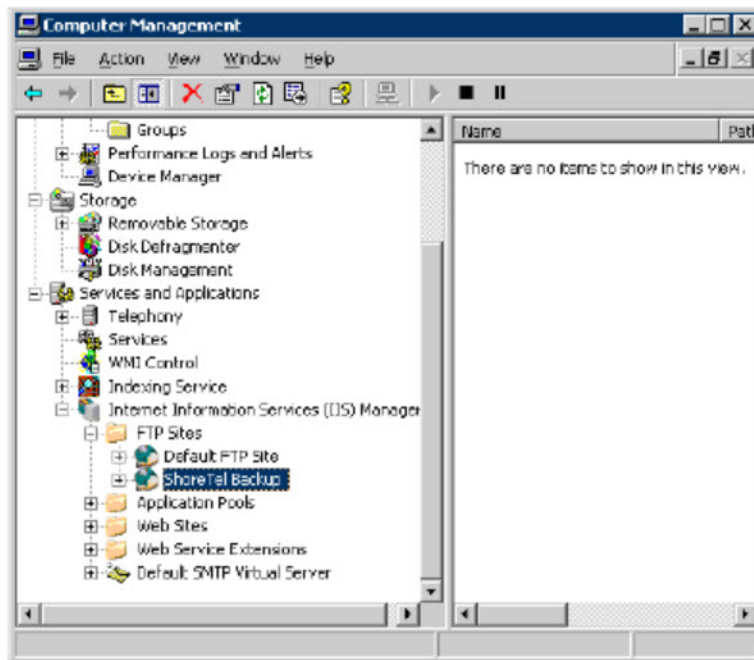 Computer Management
File Action View Window Help
Groups
Performance Logs and Alerts
Device Manager
Storage
Removable Storage
Disk Defragmenter
Disk Management
Services and Applications
Telephony
Services
WMI Control
Indexing Service
Internet Information Services (IIS) Manager
FTP Sites
Default FTP Site
ShoreTel Backup
Application Pools
Web Sites
Web Service Extensions
Default SMTP Virtual Server
Name Path
There are no items to show in this view.